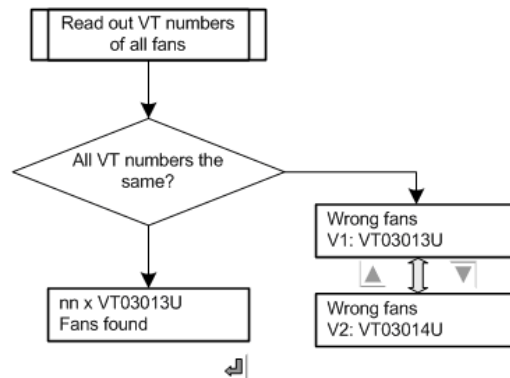 Read out VT numbers
of all fans
All VT numbers the
same?
Wrong fans
V1: VT03013U
nn x VT03013U
Fans found
Wrong fans
V2: VT03014U